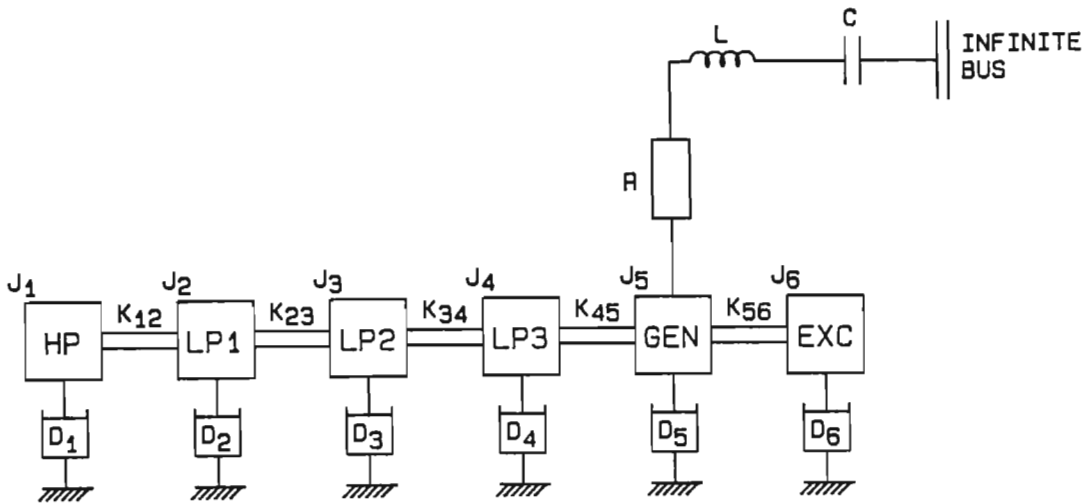 L
C
INFINITE
BUS
R
J1
J2
J3
J4
J5
J6
K12
K23
K34
K45
K56
HP
LP1
LP2
LP3
GEN
EXC
D1
D2
D3
D4
D5
D6